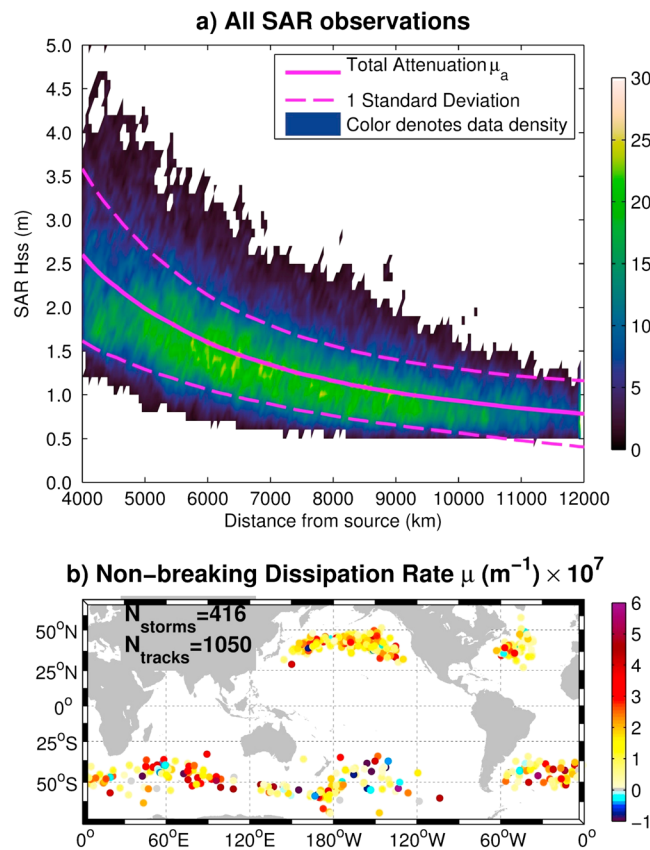 a) All SAR observations
SAR Hss (m)
5.0
4.5
4.0
3.5
3.0
2.5
2.0
1.5
1.0
0.5
0.0
Total Attenuation μa
1 Standard Deviation
Color denotes data density
30
25
20
15
10
5
0
4000 5000 6000 7000 8000 9000 10000 11000 12000
Distance from source (km)
b) Non−breaking Dissipation Rate μ (m−1) × 107
Nstorms=416
Ntracks=1050
50°N
25°N
0°
25°S
50°S
0° 60°E 120°E 180°W 120°W 60°W 0°
6
5
4
3
2
1
0
−1